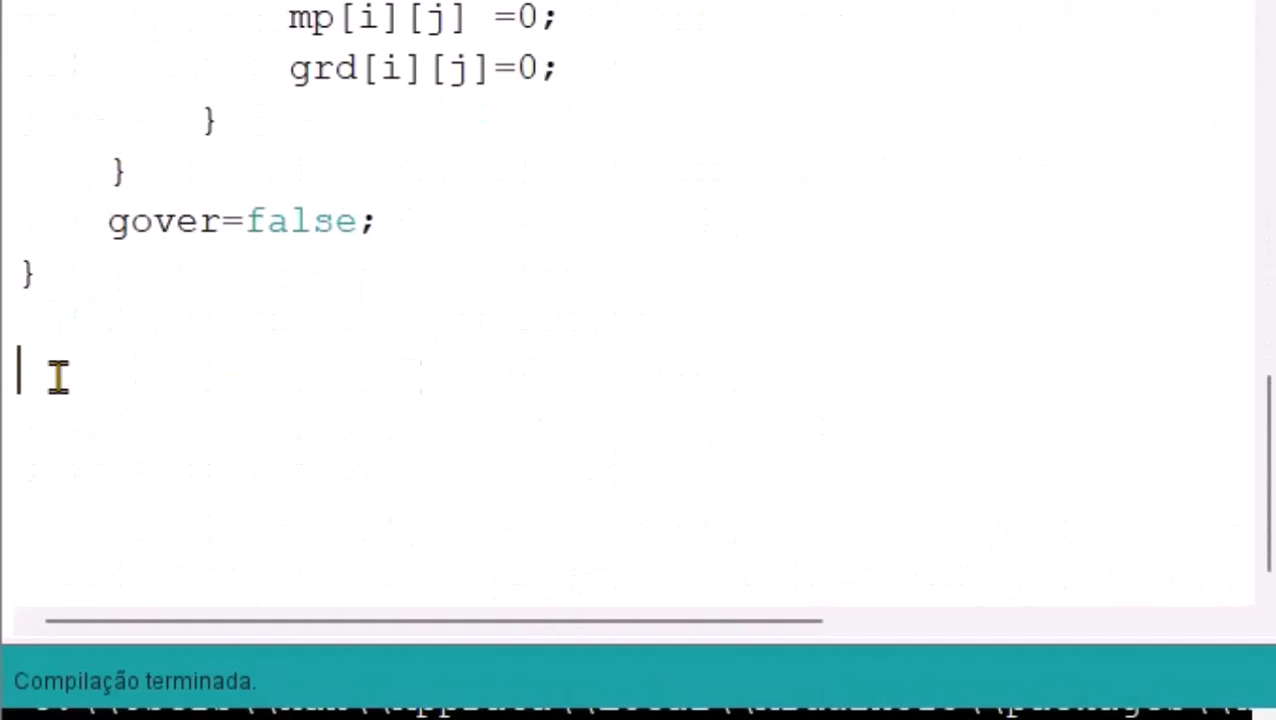 mp[i][j] =0;
grd[i][j]=0;
}
}
gover=false;
}
Compilação terminada.